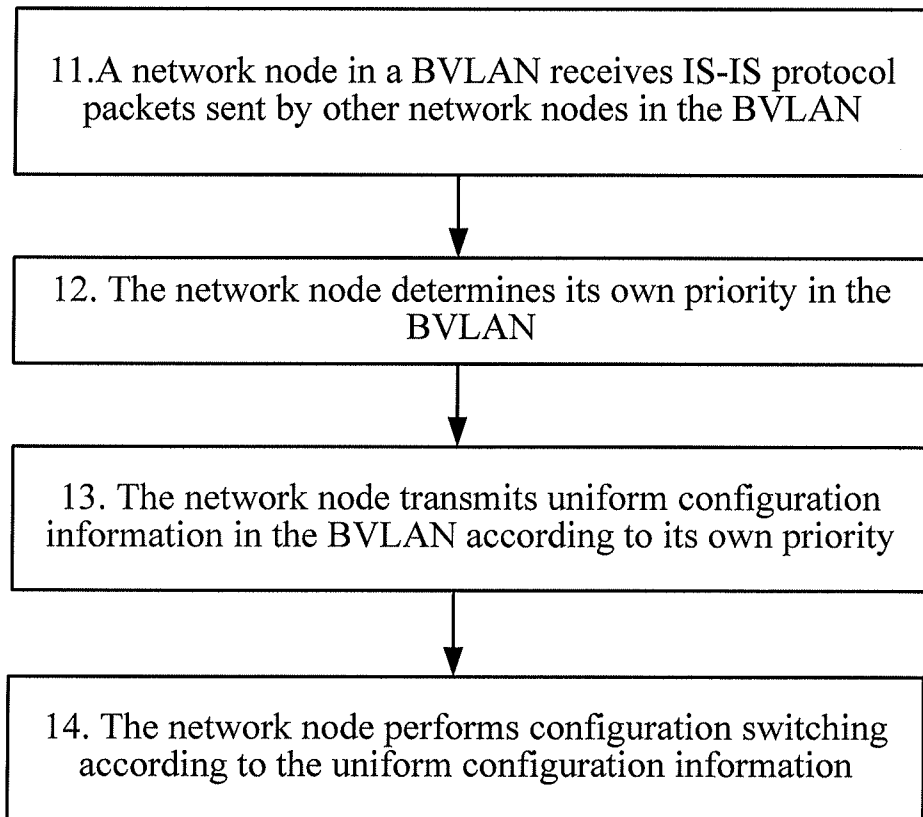 11.A network node in a BVLAN receives IS-IS protocol
packets sent by other network nodes in the BVLAN
12. The network node determines its own priority in the
BVLAN
13. The network node transmits uniform configuration
information in the BVLAN according to its own priority
14. The network node performs configuration switching
according to the uniform configuration information